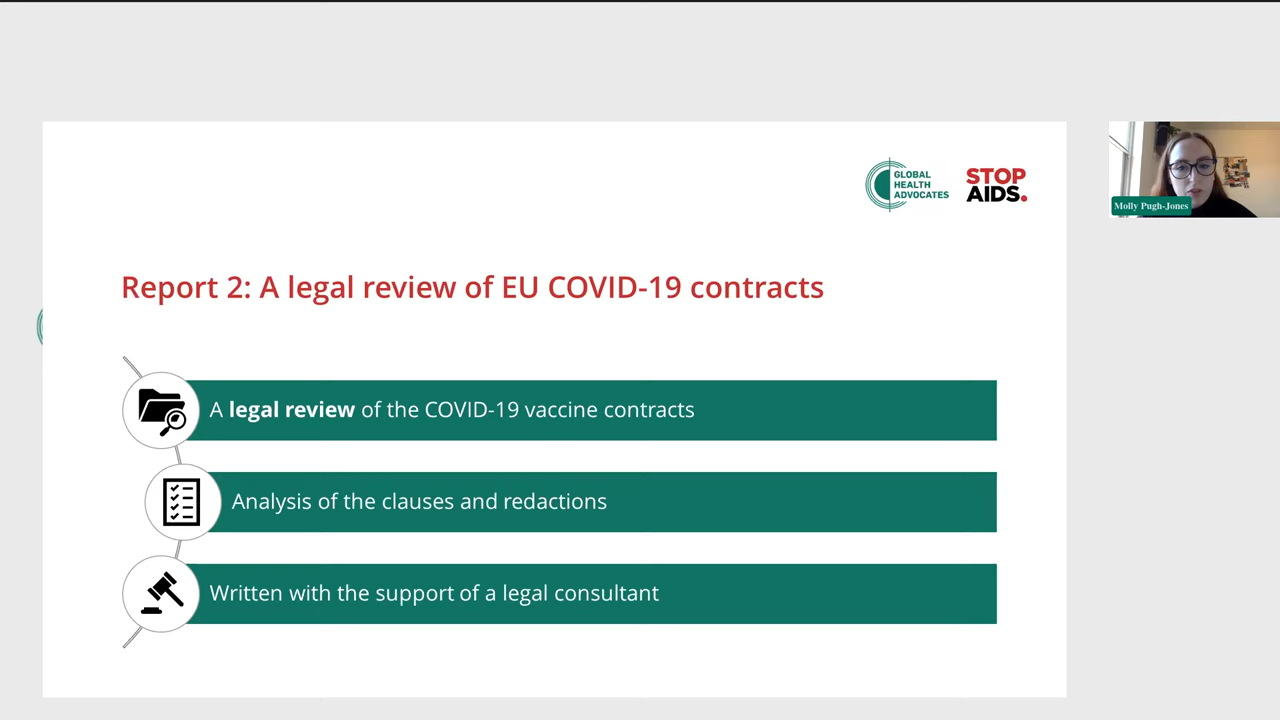 GLOBAL
HEALTH
ADVOCATES
STOP
AIDS.
Molly Pugh-Jones
Report 2: A legal review of EU COVID-19 contracts
A legal review of the COVID-19 vaccine contracts
Analysis of the clauses and redactions
Written with the support of a legal consultant